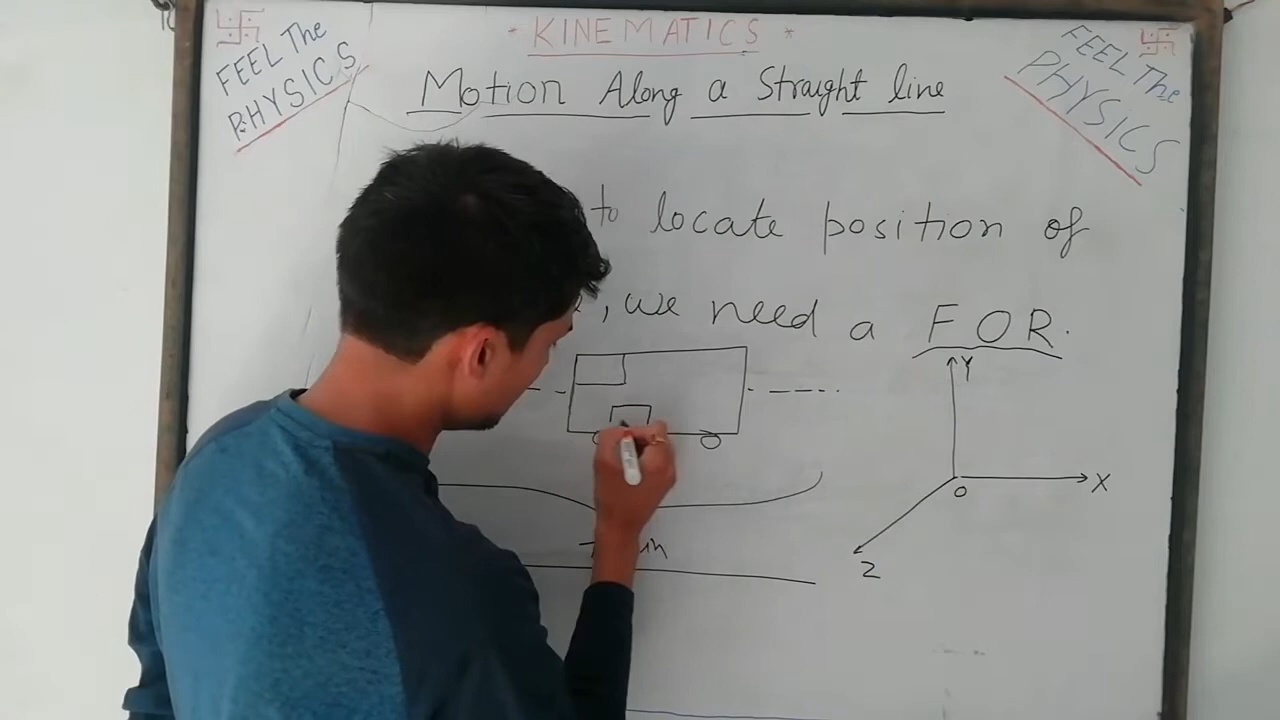 * KINEMATICS *
FEEL The
PHYSICS
Motion Along a Straight line
FEEL The
PHYSICS
to locate position of
, we need a FOR.
Y
X
O
Z